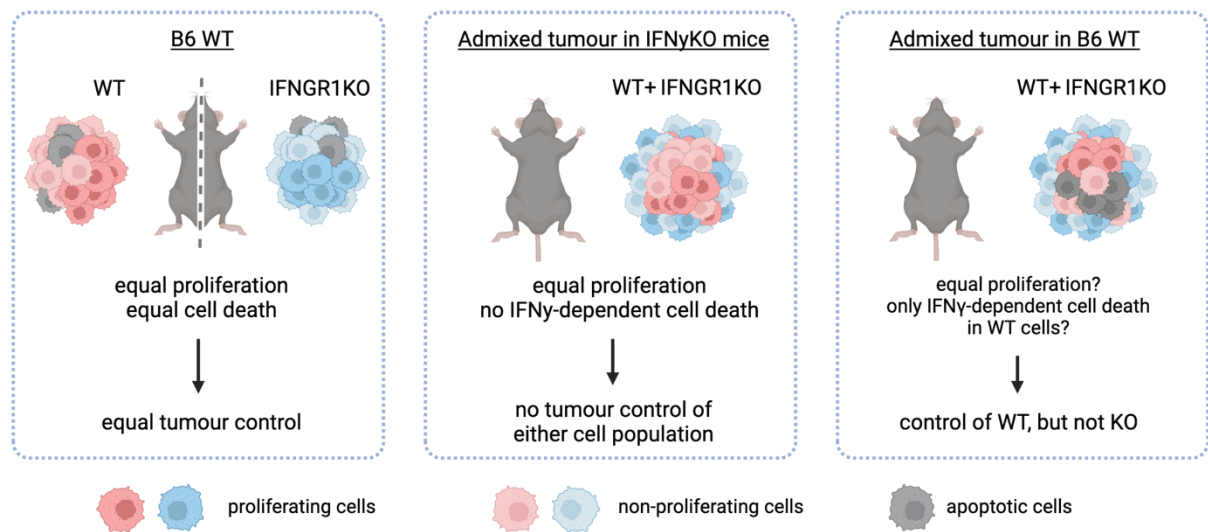 B6 WT
WT
IFNGR1KO
equal proliferation
equal cell death
equal tumour control
Admixed tumour in IFNyKO mice
WT+ IFNGR1KO
equal proliferation
no IFNy-dependent cell death
no tumour control of
either cell population
Admixed tumour in B6 WT
WT+ IFNGR1KO
equal proliferation?
only IFNγ-dependent cell death
in WT cells?
control of WT, but not KO
proliferating cells
non-proliferating cells
apoptotic cells